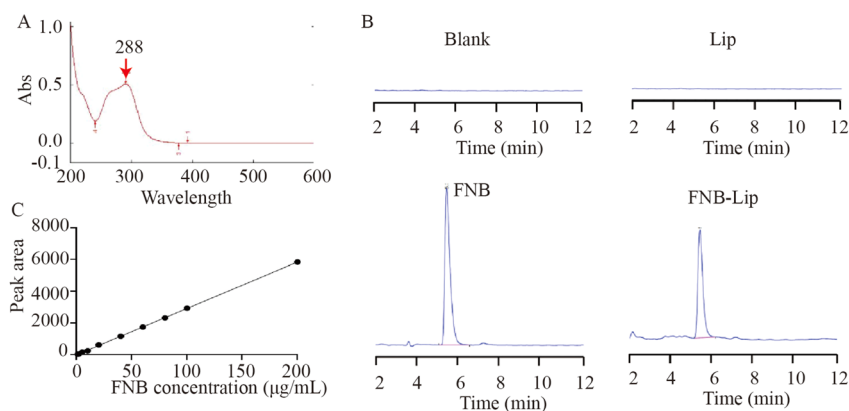 A
288
Abs
1.0
0.5
0.0
-0.1
200 300 400 500 600
Wavelength
B
Blank
2 4 6 8 10 12
Time (min)
Lip
2 4 6 8 10 12
Time (min)
FNB
2 4 6 8 10 12
Time (min)
FNB-Lip
2 4 6 8 10 12
Time (min)
C
Peak area
8000
6000
4000
2000
0
0 50 100 150 200
FNB concentration (μg/mL)